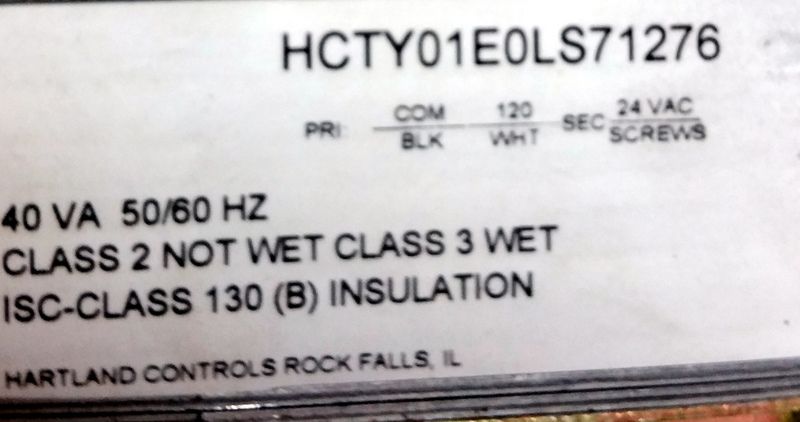 HCTY01E0LS71276
PRI COM 120 SEC 24 VAC
BLK WHT SCREWS
40 VA 50/60 HZ
CLASS 2 NOT WET CLASS 3 WET
ISC-CLASS 130 (B) INSULATION
HARTLAND CONTROLS ROCK FALLS, IL